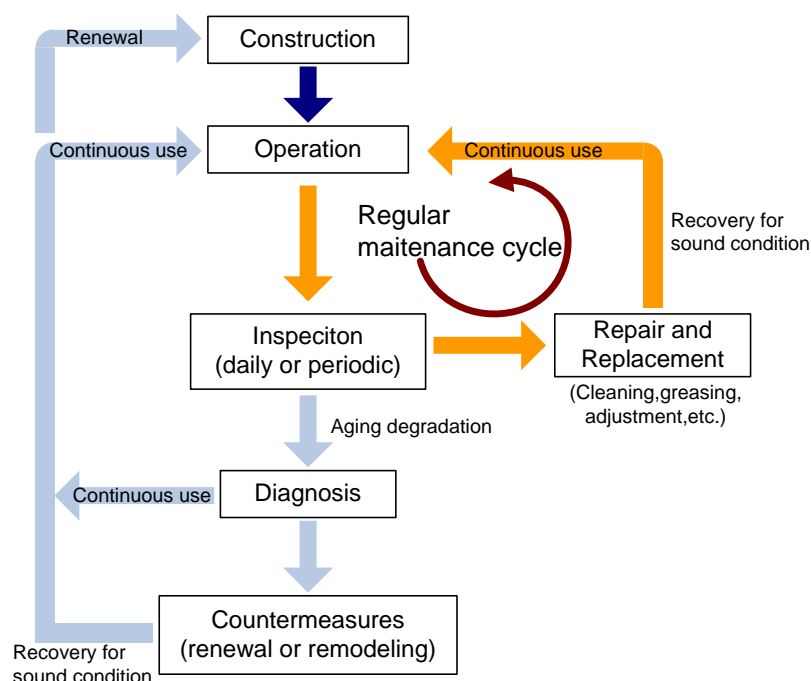 Renewal
Construction
Continuous use
Operation
Continuous use
Regular
maitenance cycle
Recovery for
sound condition
Inspeciton
(daily or periodic)
Repair and
Replacement
(Cleaning,greasing,
adjustment,etc.)
Aging degradation
Continuous use
Diagnosis
Countermeasures
(renewal or remodeling)
Recovery for
sound condition